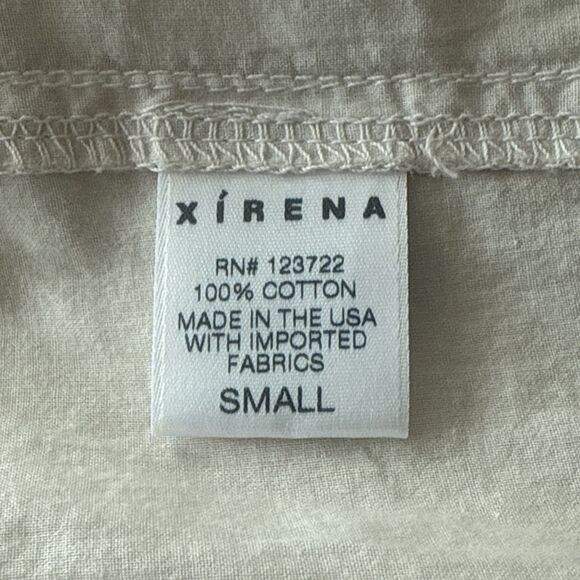 XÍRENA
RN# 123722
100% COTTON
MADE IN THE USA
WITH IMPORTED
FABRICS
SMALL